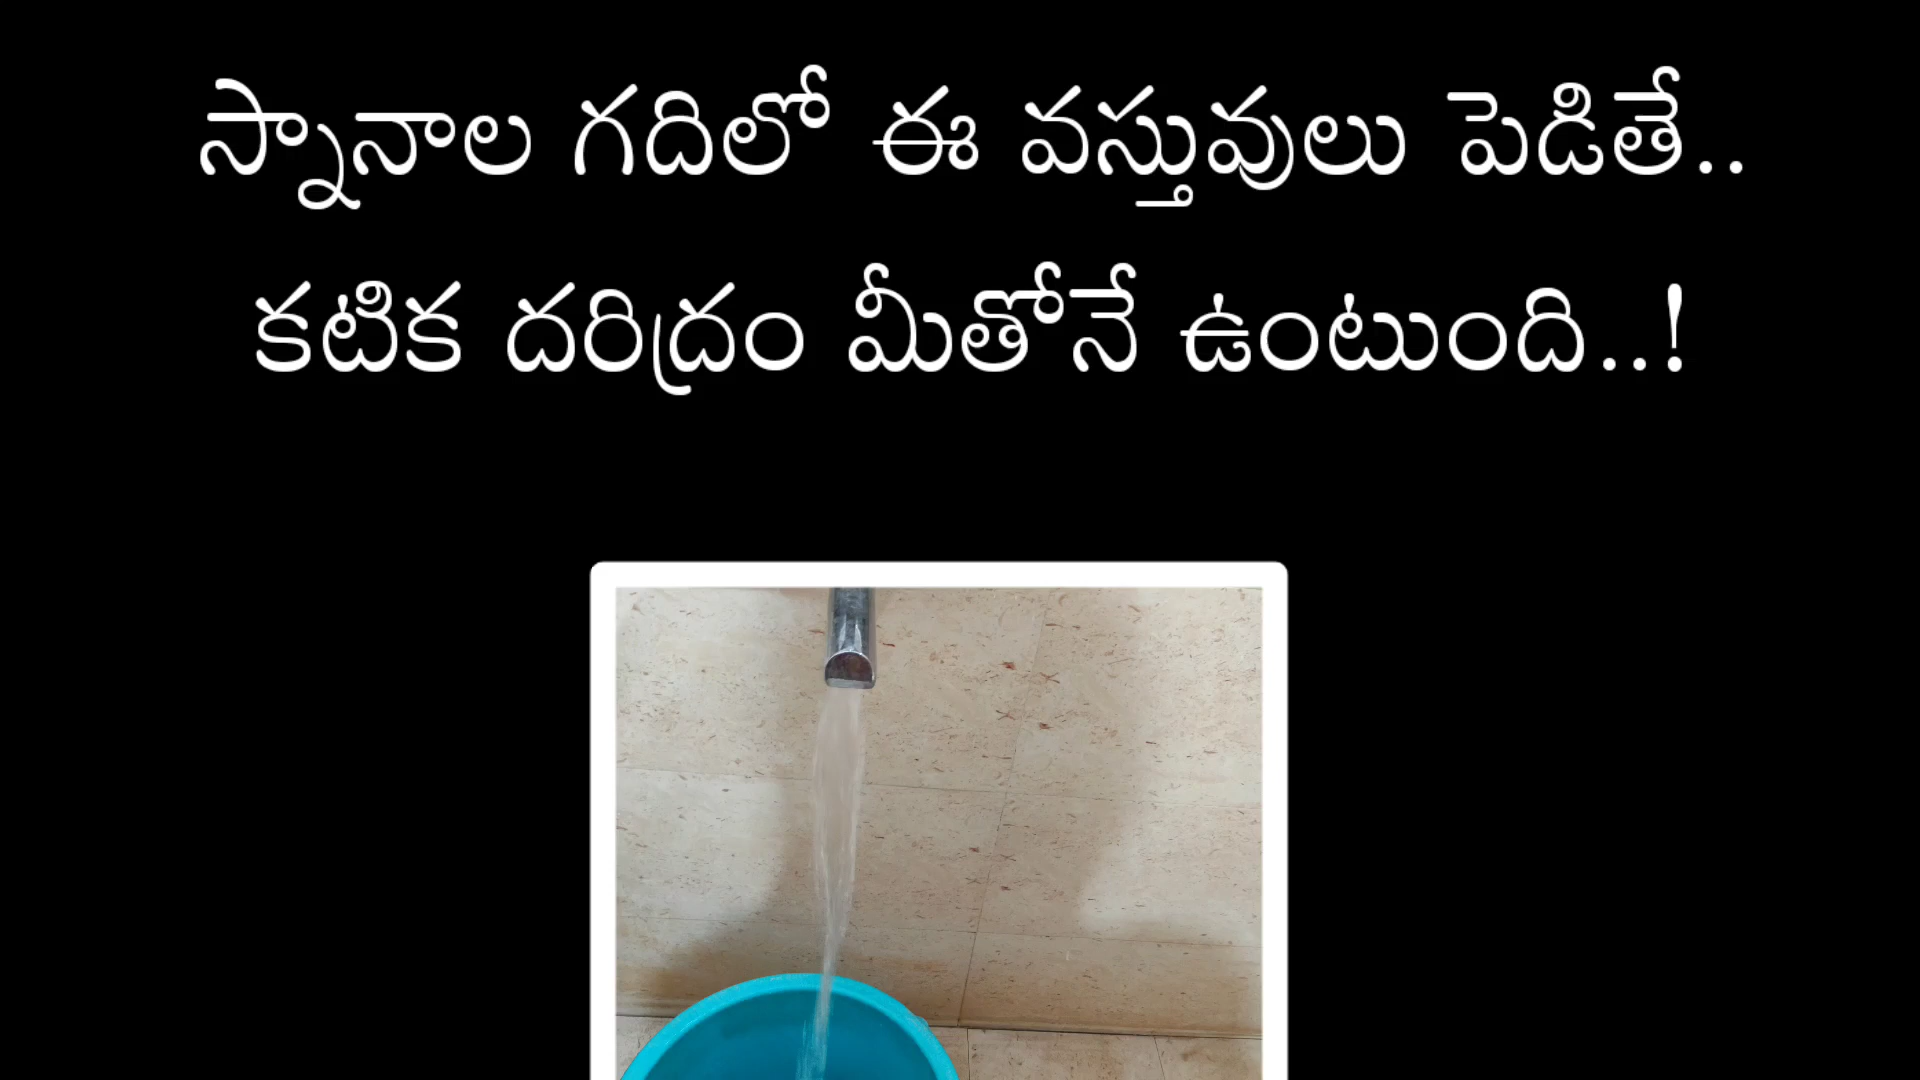 స్నానాల గదిలో ఈ వస్తువులు పెడితే..
కటిక దరిద్రం మీతోనే ఉంటుంది..!